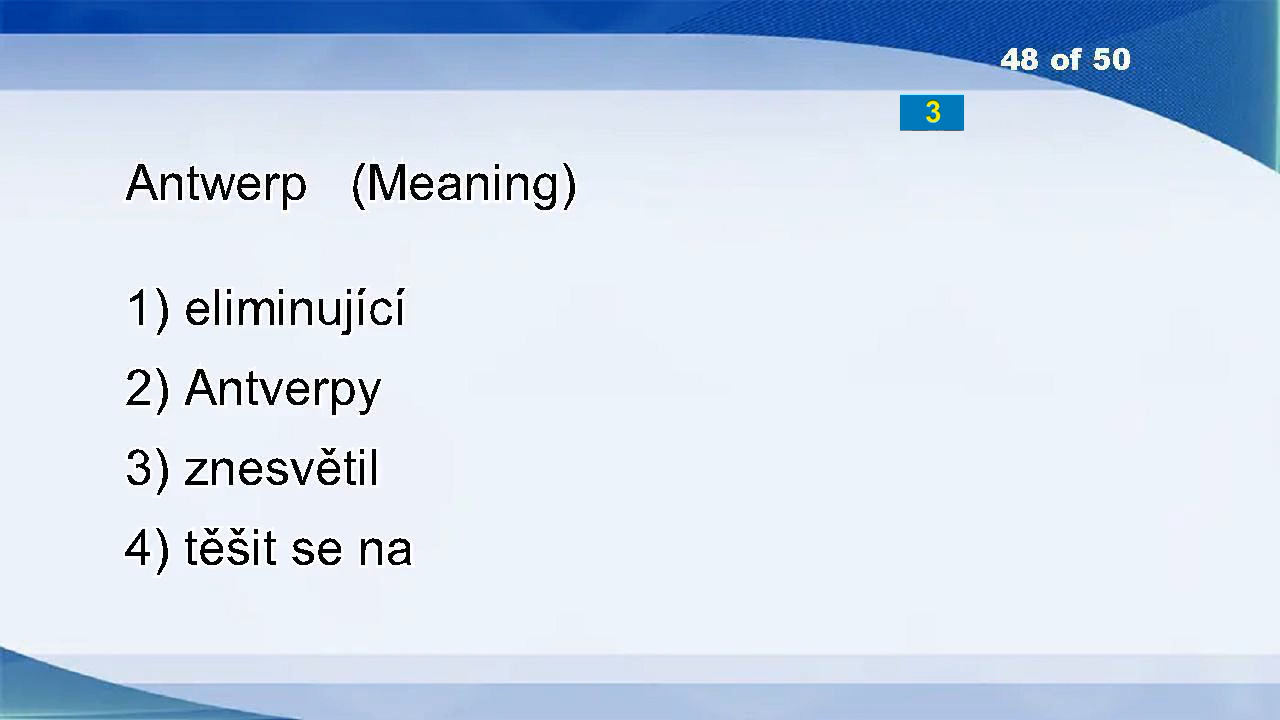 48 of 50
3
Antwerp (Meaning)
1) eliminující
2) Antverpy
3) znesvětil
4) těšit se na